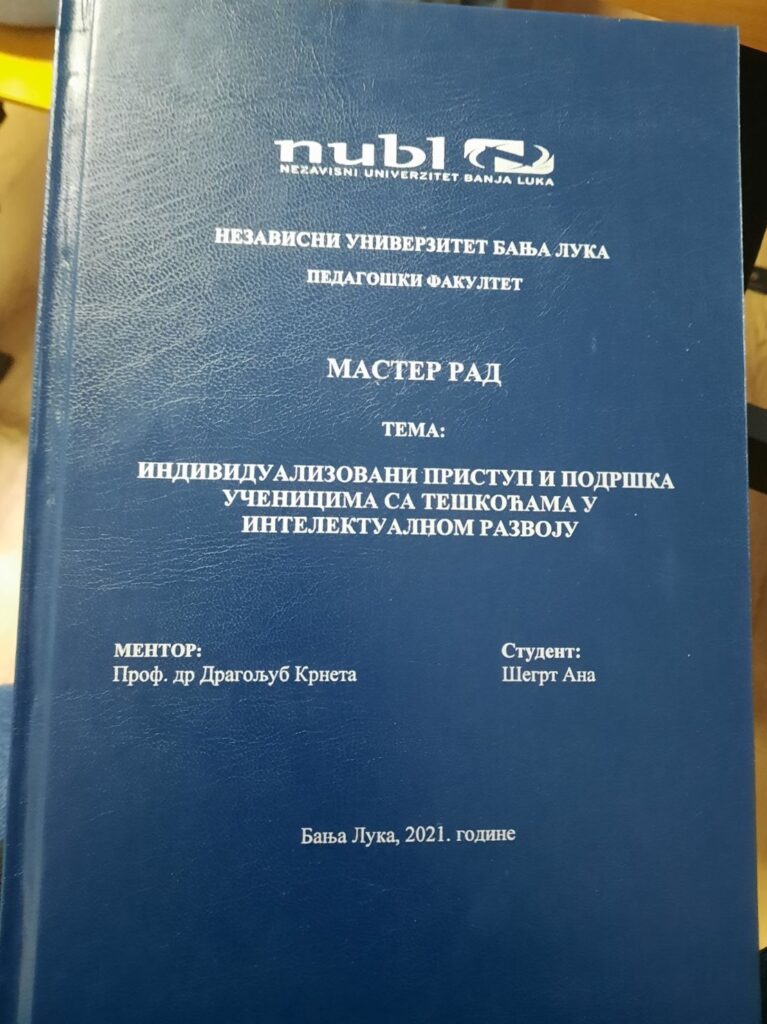 nubl
NEZAVISNI UNIVERZITET BANJA LUKA
НЕЗАВИСНИ УНИВЕРЗИТЕТ БАЊА ЛУКА
ПЕДАГОШКИ ФАКУЛТЕТ
МАСТЕР РАД
ТЕМА:
ИНДИВИДУАЛИЗОВАНИ ПРИСТУП И ПОДРШКА
УЧЕНИЦИМА СА ТЕШКОЋАМА У
ИНТЕЛЕКТУАЛНОМ РАЗВОЈУ
МЕНТОР:
Проф. др Драгољуб Крнета
Студент:
Шегрт Ана
Бања Лука, 2021. године